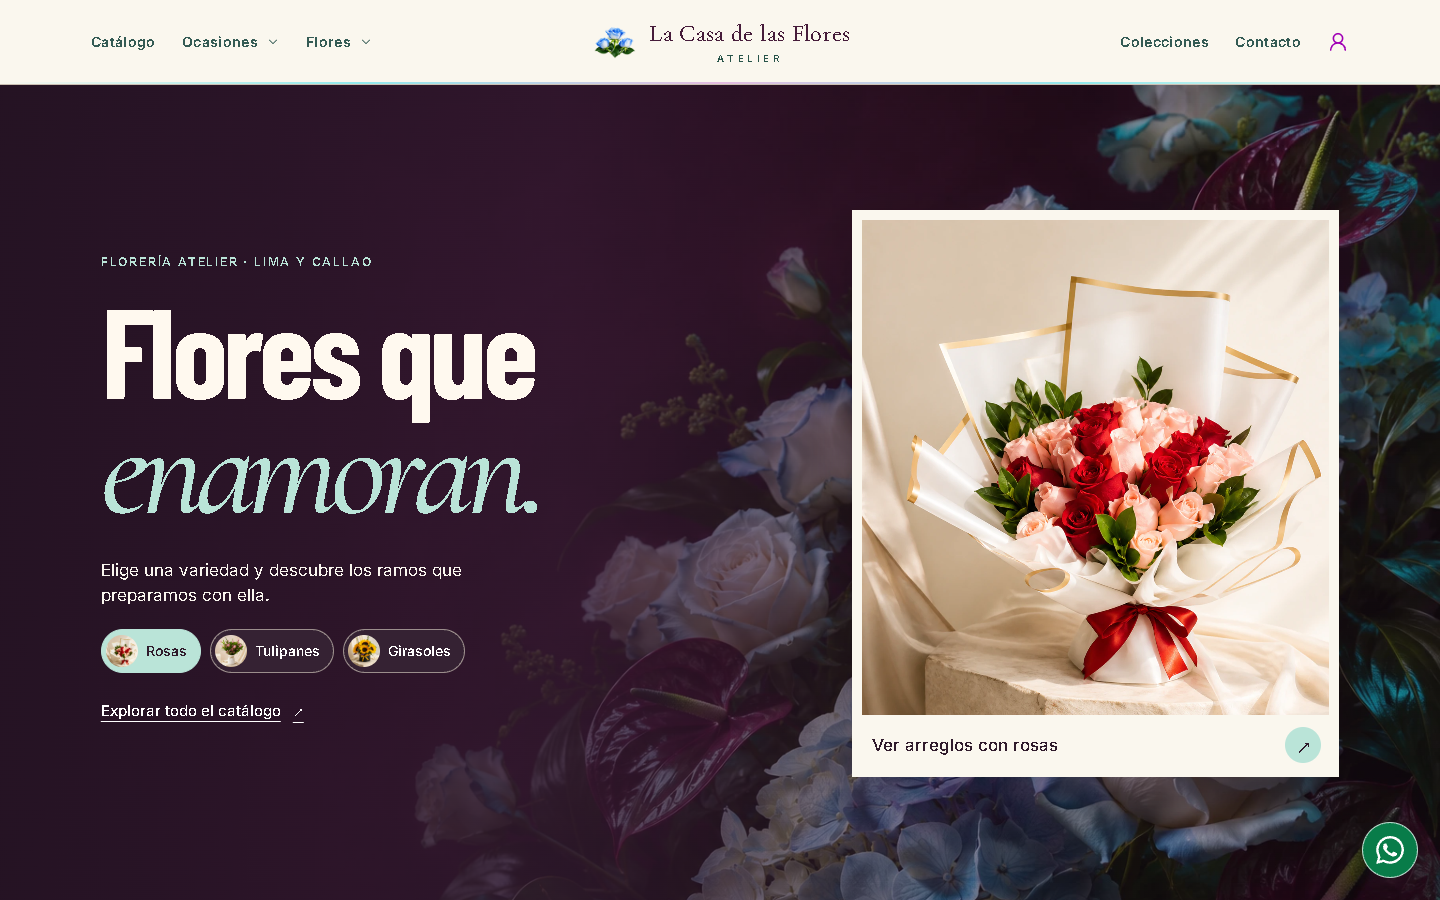 Catálogo
Ocasiones
Flores
La Casa de las Flores
ATELIER
Colecciones
Contacto
FLORERÍA ATELIER · LIMA Y CALLAO
Flores que
enamoran.
Elige una variedad y descubre los ramos que
preparamos con ella.
Rosas
Tulipanes
Girasoles
Explorar todo el catálogo ↗
Ver arreglos con rosas ↗